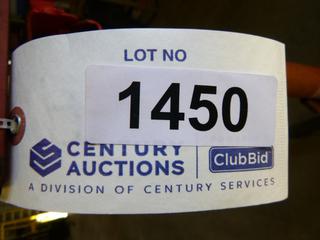 LOT NO
1450
CENTURY
AUCTIONS
ClubBid
A DIVISION OF CENTURY SERVICES